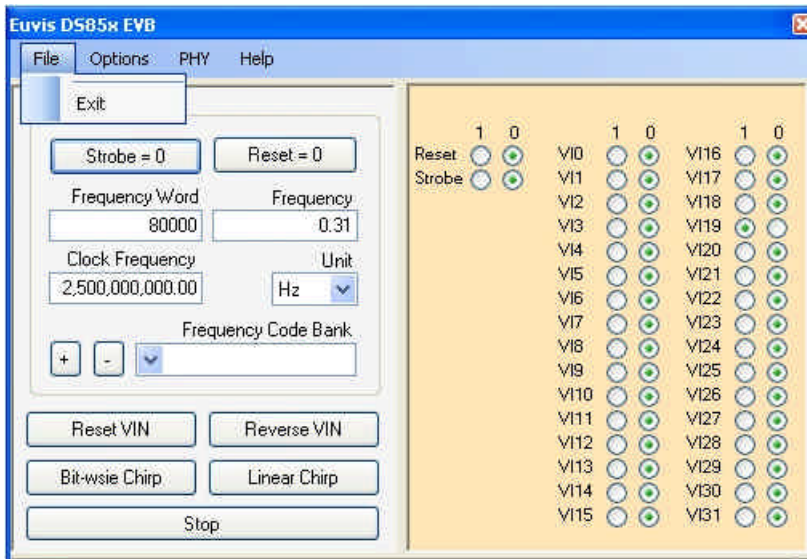 Euvis DS85x EVB
File Options PHY Help
Exit
Strobe = 0 Reset = 0
Frequency Word Frequency
80000 0.31
Clock Frequency Unit
2,500,000,000.00 Hz
Frequency Code Bank
+ -
Reset VIN Reverse VIN
Bit-wsie Chirp Linear Chirp
Stop
1 0 1 0 1 0
Reset VI0 VI16
Strobe VI1 VI17
VI2 VI18
VI3 VI19
VI4 VI20
VI5 VI21
VI6 VI22
VI7 VI23
VI8 VI24
VI9 VI25
VI10 VI26
VI11 VI27
VI12 VI28
VI13 VI29
VI14 VI30
VI15 VI31